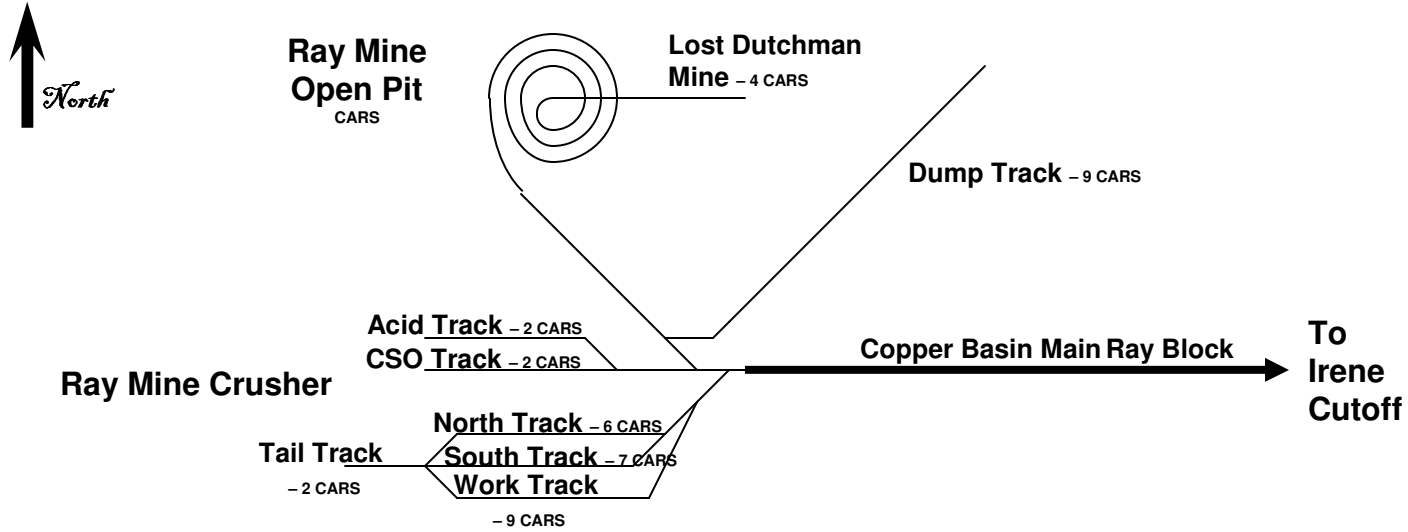 North
Ray Mine
Open Pit
CARS
Lost Dutchman
Mine – 4 CARS
Dump Track – 9 CARS
Acid Track – 2 CARS
CSO Track – 2 CARS
Ray Mine Crusher
Copper Basin Main Ray Block
To
Irene
Cutoff
North Track – 6 CARS
Tail Track
– 2 CARS
South Track – 7 CARS
Work Track
– 9 CARS